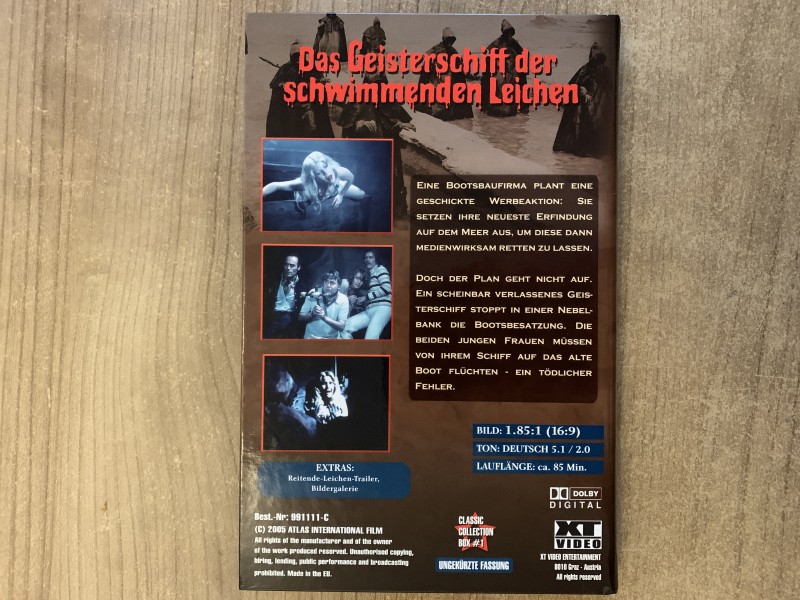 Das Geisterschiff der
schwimmenden Leichen
Eine Bootsbaufirma plant eine
geschickte Werbeaktion: Sie
setzen ihre neueste Erfindung
auf dem Meer aus, um diese dann
medienwirksam retten zu lassen.
Doch der Plan geht nicht auf.
Ein scheinbar verlassenes Geis-
terschiff stoppt in einer Nebel-
bank die Bootsbesatzung. Die
beiden jungen Frauen müssen
von ihrem Schiff auf das alte
Boot flüchten - ein tödlicher
Fehler.
BILD: 1.85:1 (16:9)
TON: DEUTSCH 5.1 / 2.0
LAUFLÄNGE: ca. 85 Min.
EXTRAS:
Reitende-Leichen-Trailer,
Bildergalerie
Best.-Nr: 991111-C
(C) 2005 ATLAS INTERNATIONAL FILM
All rights of the manufacturer and of the owner
of the work produced reserved. Unauthorised copying,
hiring, lending, public performance and broadcasting
prohibited. Made in the EU.
CLASSIC
COLLECTION
BOX #1
UNGEKÜRZTE FASSUNG
DOLBY
DIGITAL
XT
VIDEO
XT VIDEO ENTERTAINMENT
8010 Graz - Austria
All rights reserved